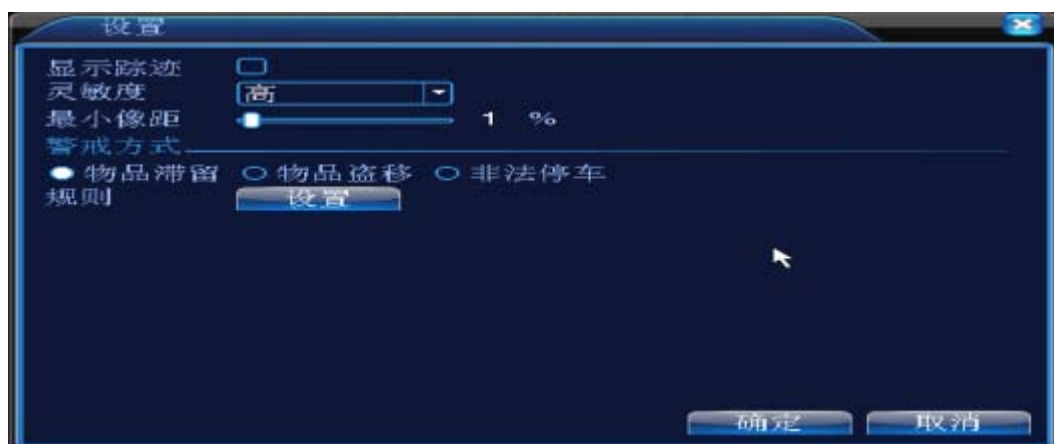 设置
显示踪迹
灵敏度 高
最小像距 1 %
警戒方式
物品滞留 物品盗移 非法停车
规则 设置
确定 取消